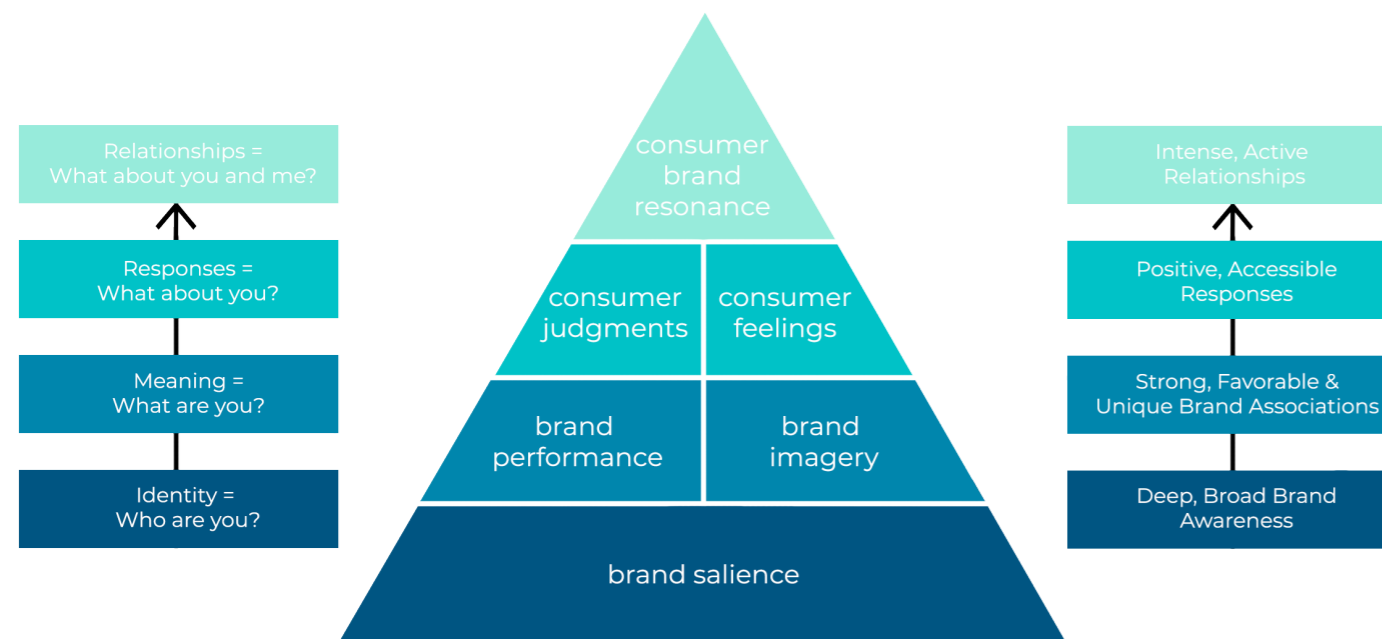 Relationships =
What about you and me?
Responses =
What about you?
Meaning =
What are you?
Identity =
Who are you?
consumer
brand
resonance
consumer
judgments
consumer
feelings
brand
performance
brand
imagery
brand salience
Intense, Active
Relationships
Positive, Accessible
Responses
Strong, Favorable &
Unique Brand Associations
Deep, Broad Brand
Awareness